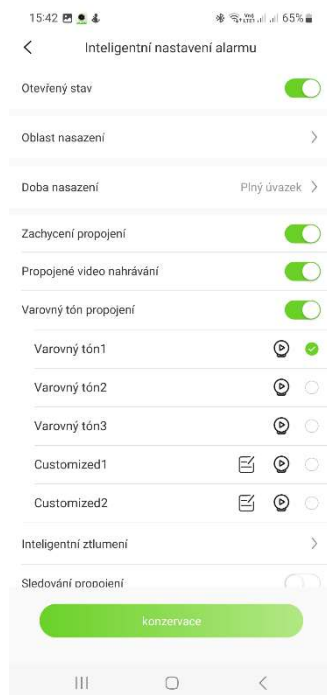 15:42 65%
Inteligentní nastavení alarmu
Otevřený stav
Oblast nasazení
Doba nasazení Plný úvazek
Zachycení propojení
Propojené video nahrávání
Varovný tón propojení
Varovný tón1
Varovný tón2
Varovný tón3
Customized1
Customized2
Inteligentní ztlumení
Sledování propojení
konzervace